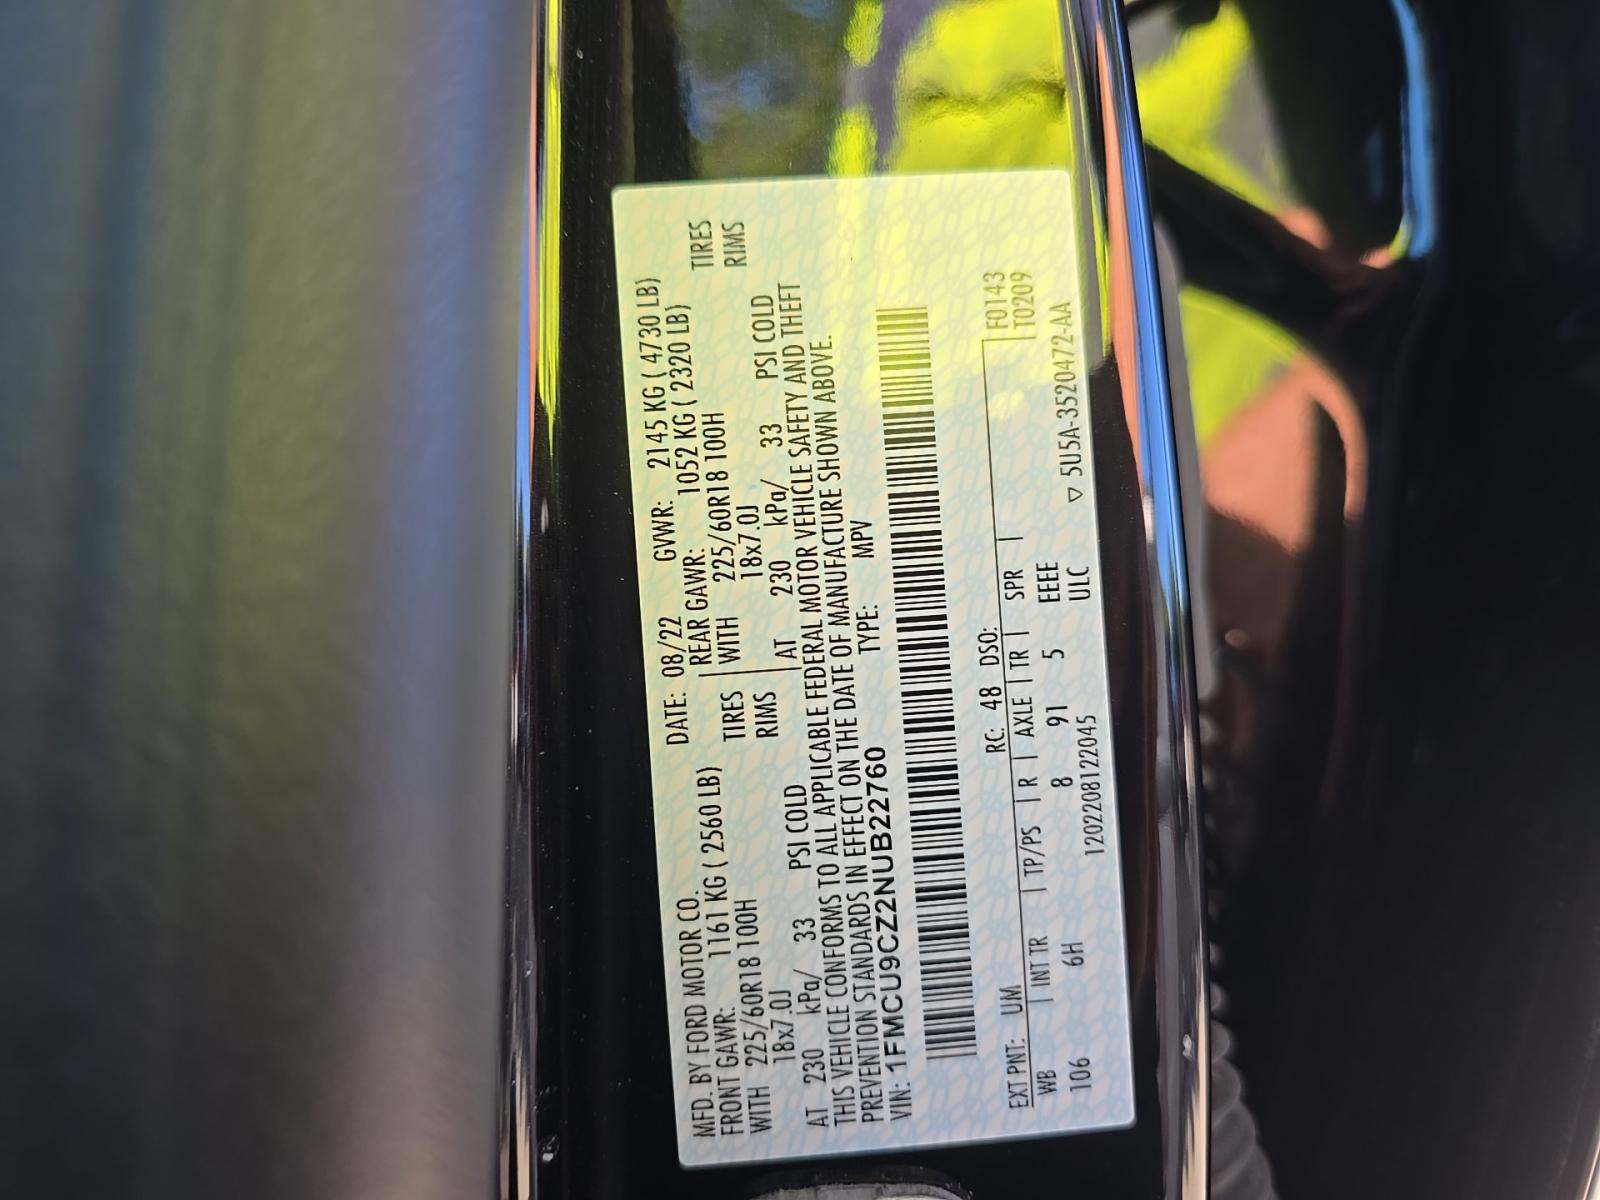 MFD. BY FORD MOTOR CO. DATE: 08/22 GVWR: 2145 KG ( 4730 LB)
FRONT GAWR: 1161 KG ( 2560 LB) REAR GAWR: 1052 KG ( 2320 LB)
WITH 225/60R18 100H TIRES WITH 225/60R18 100H TIRES
18x7.0J RIMS 18x7.0J RIMS
AT 230 kPa/ 33 PSI COLD AT 230 kPa/ 33 PSI COLD
THIS VEHICLE CONFORMS TO ALL APPLICABLE FEDERAL MOTOR VEHICLE SAFETY AND THEFT
PREVENTION STANDARDS IN EFFECT ON THE DATE OF MANUFACTURE SHOWN ABOVE.
VIN: 1FMCU9CZ2NUB22760 TYPE: MPV
EXT PNT: UM RC: 48 DSO: F0143
WB INT TR TP/PS R AXLE TR SPR T0209
106 6H 8 91 5 EEEE
120220812045 ULC ▽ 5U5A-3520472-AA